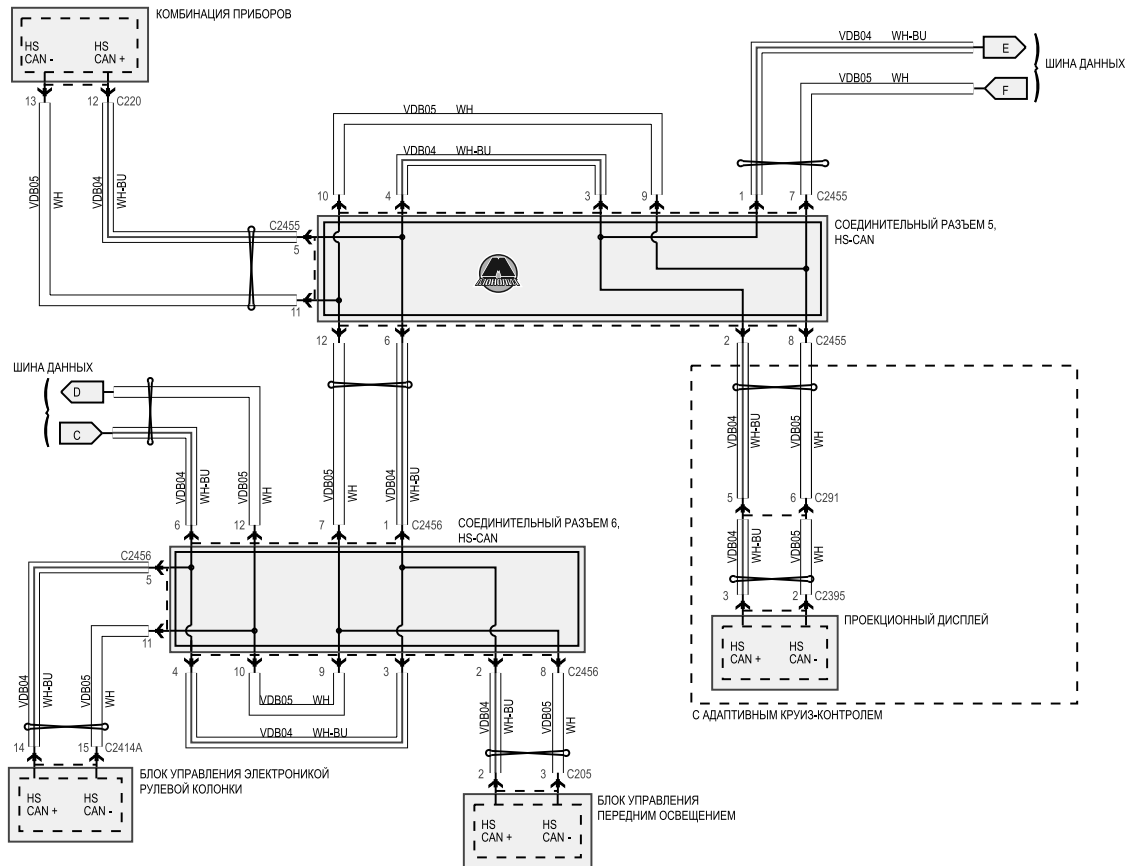 КОМБИНАЦИЯ ПРИБОРОВ
HS CAN -
HS CAN +
13
12
C220
VDB05
WH
VDB04
WH-BU
VDB04 WH-BU
E
VDB05 WH
F
ШИНА ДАННЫХ
VDB05 WH
VDB04 WH-BU
10
4
3
9
1
7
C2455
C2455
5
11
СОЕДИНИТЕЛЬНЫЙ РАЗЪЕМ 5,
HS-CAN
12
6
2
8
C2455
ШИНА ДАННЫХ
D
C
VDB04
WH-BU
VDB05
WH
VDB05
WH
VDB04
WH-BU
VDB04
WH-BU
VDB05
WH
6
12
7
1
C2456
5
6
C291
СОЕДИНИТЕЛЬНЫЙ РАЗЪЕМ 6,
HS-CAN
C2456
5
11
VDB04
WH-BU
VDB05
WH
3
2
C2395
ПРОЕКЦИОННЫЙ ДИСПЛЕЙ
HS CAN +
HS CAN -
С АДАПТИВНЫМ КРУИЗ-КОНТРОЛЕМ
4
10
9
3
2
8
C2456
VDB05 WH
VDB04 WH-BU
VDB04
WH-BU
VDB05
WH
VDB04
WH-BU
VDB05
WH
14
15
C2414A
БЛОК УПРАВЛЕНИЯ ЭЛЕКТРОНИКОЙ
РУЛЕВОЙ КОЛОНКИ
HS CAN +
HS CAN -
2
3
C205
БЛОК УПРАВЛЕНИЯ
ПЕРЕДНИМ ОСВЕЩЕНИЕМ
HS CAN +
HS CAN -